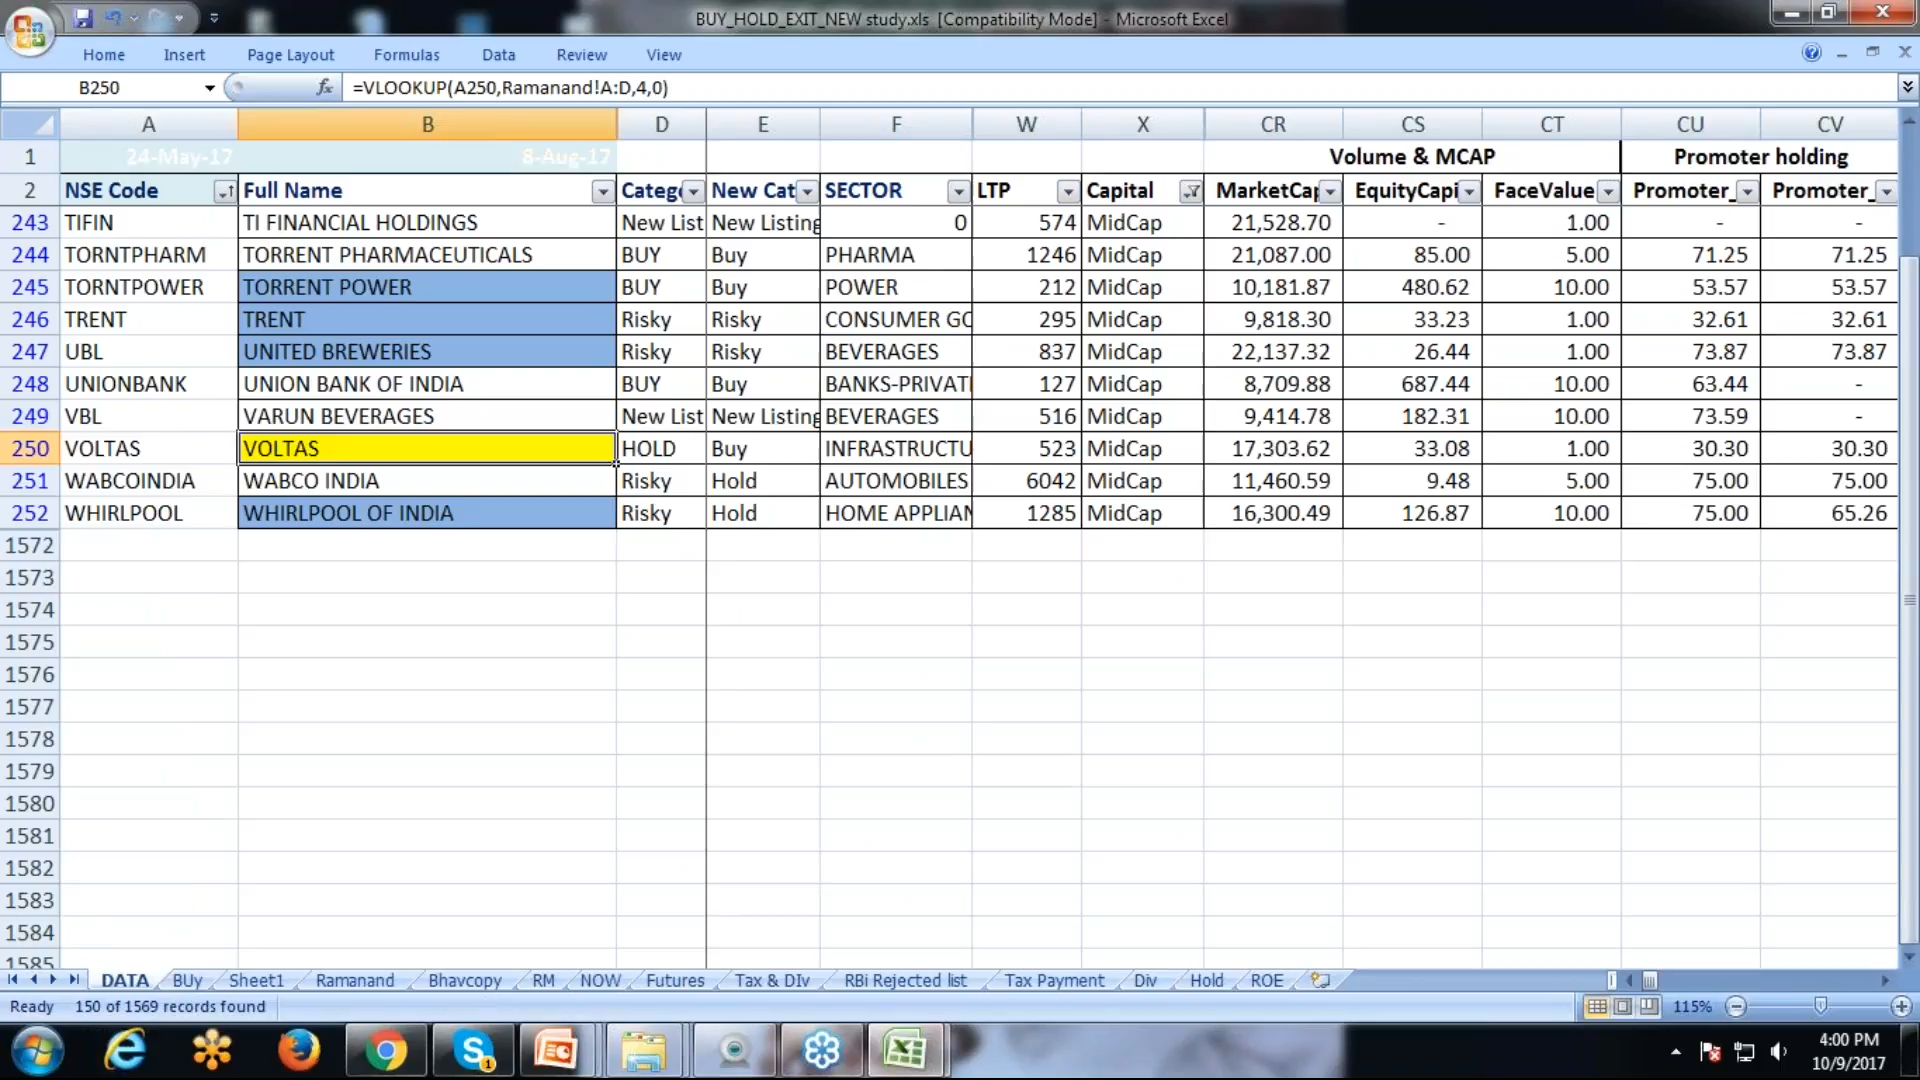 BUY_HOLD_EXIT_NEW study.xls [Compatibility Mode] - Microsoft Excel
Home Insert Page Layout Formulas Data Review View
B250 fx =VLOOKUP(A250,Ramanand!A:D,4,0)
A B D E F W X CR CS CT CU CV
1 24-May-17 8-Aug-17 Volume & MCAP Promoter holding
2 NSE Code Full Name Catego New Cat SECTOR LTP Capital MarketCap EquityCapi FaceValue Promoter_ Promoter_
243 TIFIN TI FINANCIAL HOLDINGS New List New Listing 0 574 MidCap 21,528.70 - 1.00 - -
244 TORNTPHARM TORRENT PHARMACEUTICALS BUY Buy PHARMA 1246 MidCap 21,087.00 85.00 5.00 71.25 71.25
245 TORNTPOWER TORRENT POWER BUY Buy POWER 212 MidCap 10,181.87 480.62 10.00 53.57 53.57
246 TRENT TRENT Risky Risky CONSUMER GO 295 MidCap 9,818.30 33.23 1.00 32.61 32.61
247 UBL UNITED BREWERIES Risky Risky BEVERAGES 837 MidCap 22,137.32 26.44 1.00 73.87 73.87
248 UNIONBANK UNION BANK OF INDIA BUY Buy BANKS-PRIVATE 127 MidCap 8,709.88 687.44 10.00 63.44 -
249 VBL VARUN BEVERAGES New List New Listing BEVERAGES 516 MidCap 9,414.78 182.31 10.00 73.59 -
250 VOLTAS VOLTAS HOLD Buy INFRASTRUCTU 523 MidCap 17,303.62 33.08 1.00 30.30 30.30
251 WABCOINDIA WABCO INDIA Risky Hold AUTOMOBILES 6042 MidCap 11,460.59 9.48 5.00 75.00 75.00
252 WHIRLPOOL WHIRLPOOL OF INDIA Risky Hold HOME APPLIAN 1285 MidCap 16,300.49 126.87 10.00 75.00 65.26
1572
1573
1574
1575
1576
1577
1578
1579
1580
1581
1582
1583
1584
1585
DATA BUy Sheet1 Ramanand Bhavcopy RM NOW Futures Tax & DIv RBi Rejected list Tax Payment Div Hold ROE
Ready 150 of 1569 records found 115%
4:00 PM
10/9/2017